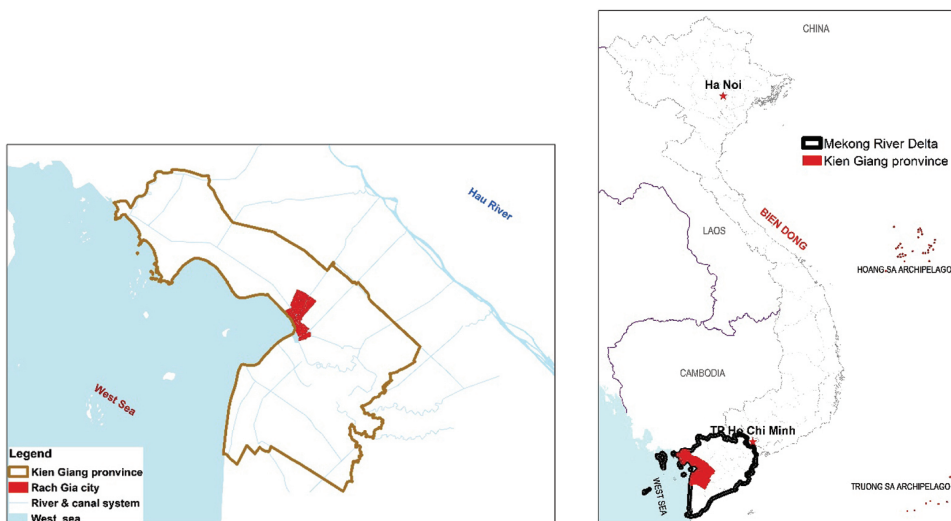 Hau River
West Sea
Legend
Kien Giang pronvince
Rach Gia city
River & canal system
West sea
CHINA
Ha Noi
Mekong River Delta
Kien Giang pronvince
BIEN DONG
LAOS
HOANG SA ARCHIPELAGO
CAMBODIA
TP Ho Chi Minh
WEST SEA
TRUONG SA ARCHIPELAGO